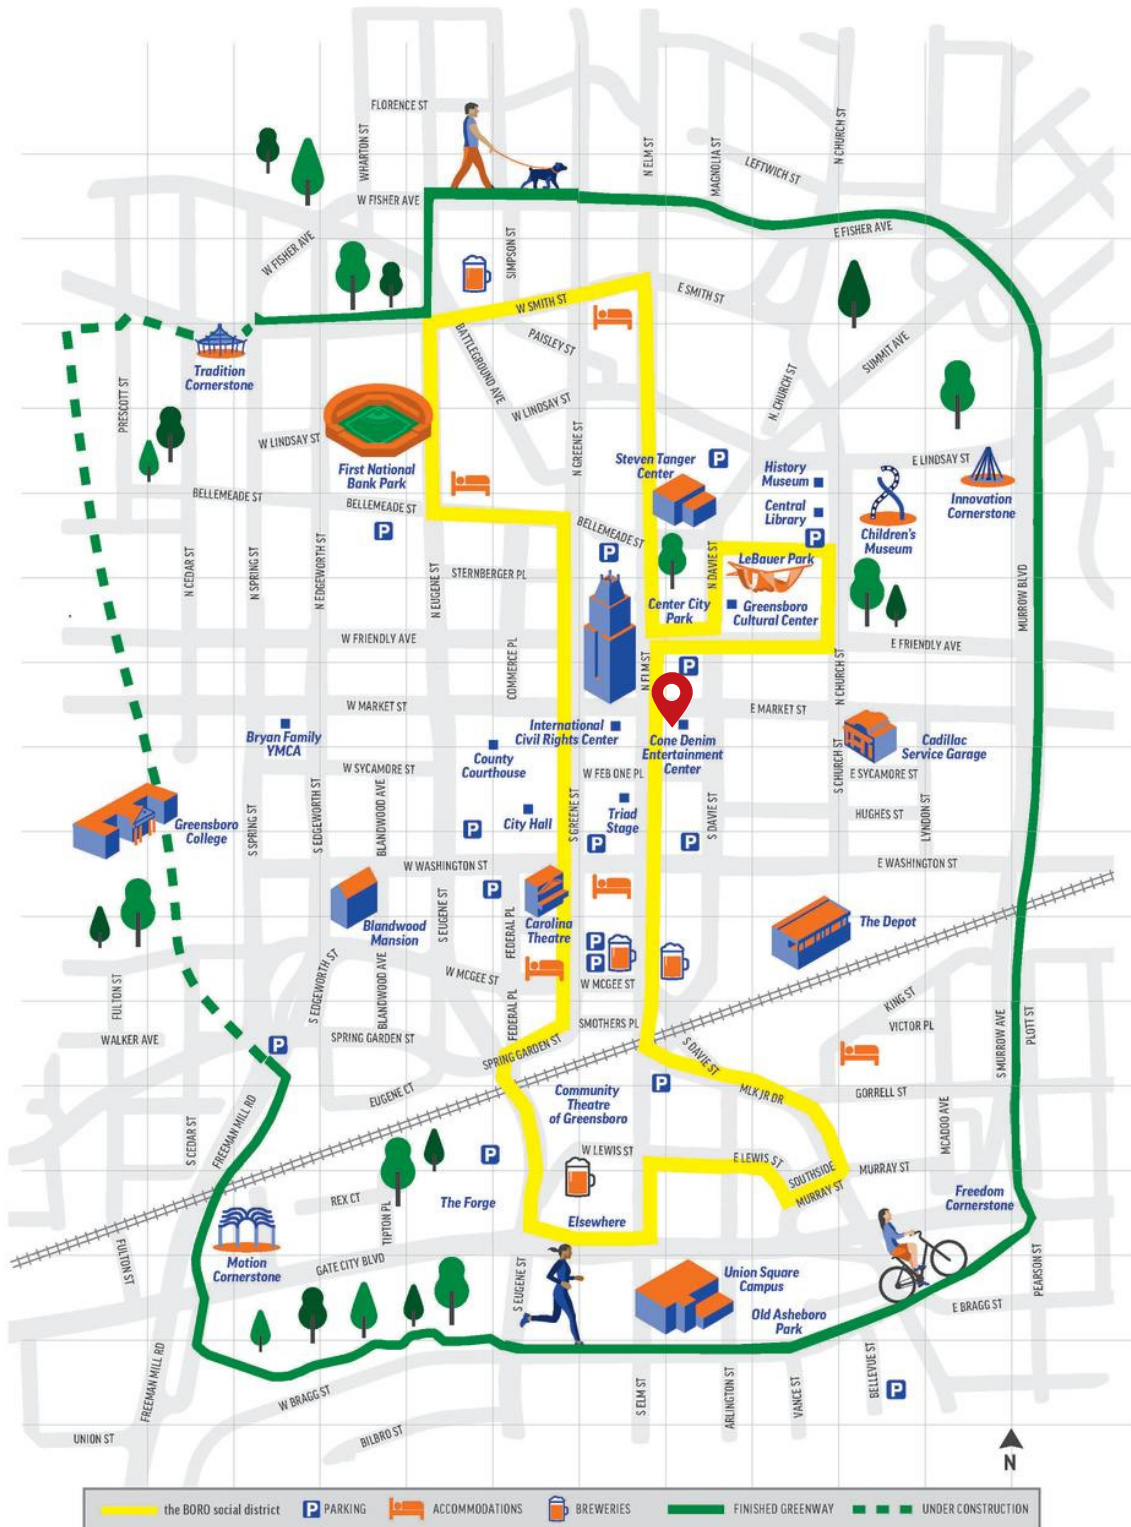 FLORENCE ST
WHARTON ST
N ELM ST
MAGNOLIA ST
LEFTWICH ST
N CHURCH ST
W FISHER AVE
E FISHER AVE
W FISHER AVE
SIMPSON ST
E SMITH ST
W SMITH ST
PAISLEY ST
BATTLEGROUND AVE
SUMMIT AVE
N. CHURCH ST
Tradition
Cornerstone
PRESCOTT ST
W LINDSAY ST
W LINDSAY ST
N GREENE ST
First National
Bank Park
Steven Tanger
Center
P
History
Museum
Central
Library
E LINDSAY ST
Innovation
Cornerstone
Children's
Museum
BELLEMEADE ST
BELLEMEADE ST
BELLEMEADE ST
P
P
P
N CEDAR ST
N SPRING ST
N EDGEWORTH ST
N EUGENE ST
STERNBERGER PL
N DAVIE ST
LeBauer Park
Center City
Park
Greensboro
Cultural Center
MURROW BLVD
W FRIENDLY AVE
E FRIENDLY AVE
COMMERCE PL
N ELM ST
P
N CHURCH ST
W MARKET ST
E MARKET ST
Bryan Family
YMCA
International
Civil Rights Center
Cone Denim
Entertainment
Center
County
Courthouse
Cadillac
Service Garage
W SYCAMORE ST
W FEB ONE PL
S CHURCH ST
E SYCAMORE ST
Greensboro
College
S SPRING ST
S EDGEWORTH ST
BLANDWOOD AVE
City Hall
S GREENE ST
Triad
Stage
S DAVIE ST
HUGHES ST
LYNDON ST
P
P
P
W WASHINGTON ST
E WASHINGTON ST
P
Blandwood
Mansion
S EUGENE ST
FEDERAL PL
Carolina
Theatre
The Depot
P
P
W MCGEE ST
W MCGEE ST
FULTON ST
S EDGEWORTH ST
BLANDWOOD AVE
FEDERAL PL
KING ST
VICTOR PL
WALKER AVE
SPRING GARDEN ST
SPRING GARDEN ST
SMOTHERS PL
P
S DAVIE ST
S MURROW AVE
PLOTT ST
EUGENE CT
Community
Theatre
of Greensboro
P
MLK JR DR
GORRELL ST
S CEDAR ST
FREEMAN MILL RD
P
W LEWIS ST
E LEWIS ST
SOUTHSIDE
MURRAY ST
MURRAY ST
MCADOO AVE
REX CT
TIPTON PL
The Forge
Elsewhere
Freedom
Cornerstone
FULTON ST
Motion
Cornerstone
GATE CITY BLVD
S EUGENE ST
Union Square
Campus
Old Asheboro
Park
E BRAGG ST
PEARSON ST
FREEMAN MILL RD
W BRAGG ST
S ELM ST
ARLINGTON ST
VANCE ST
BELLEVUE ST
P
UNION ST
BILBRO ST
N
the BORO social district
P PARKING
ACCOMMODATIONS
BREWERIES
FINISHED GREENWAY
UNDER CONSTRUCTION